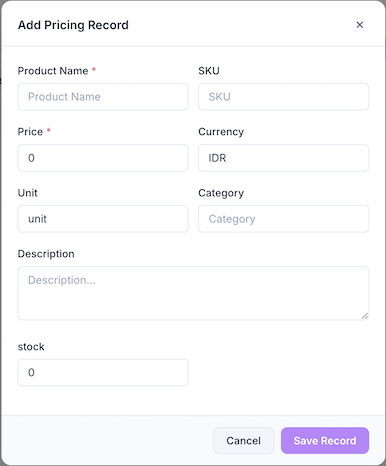 Add Pricing Record
×
Product Name *
SKU
Product Name
SKU
Price *
Currency
0
IDR
Unit
Category
unit
Category
Description
Description...
stock
0
Cancel
Save Record